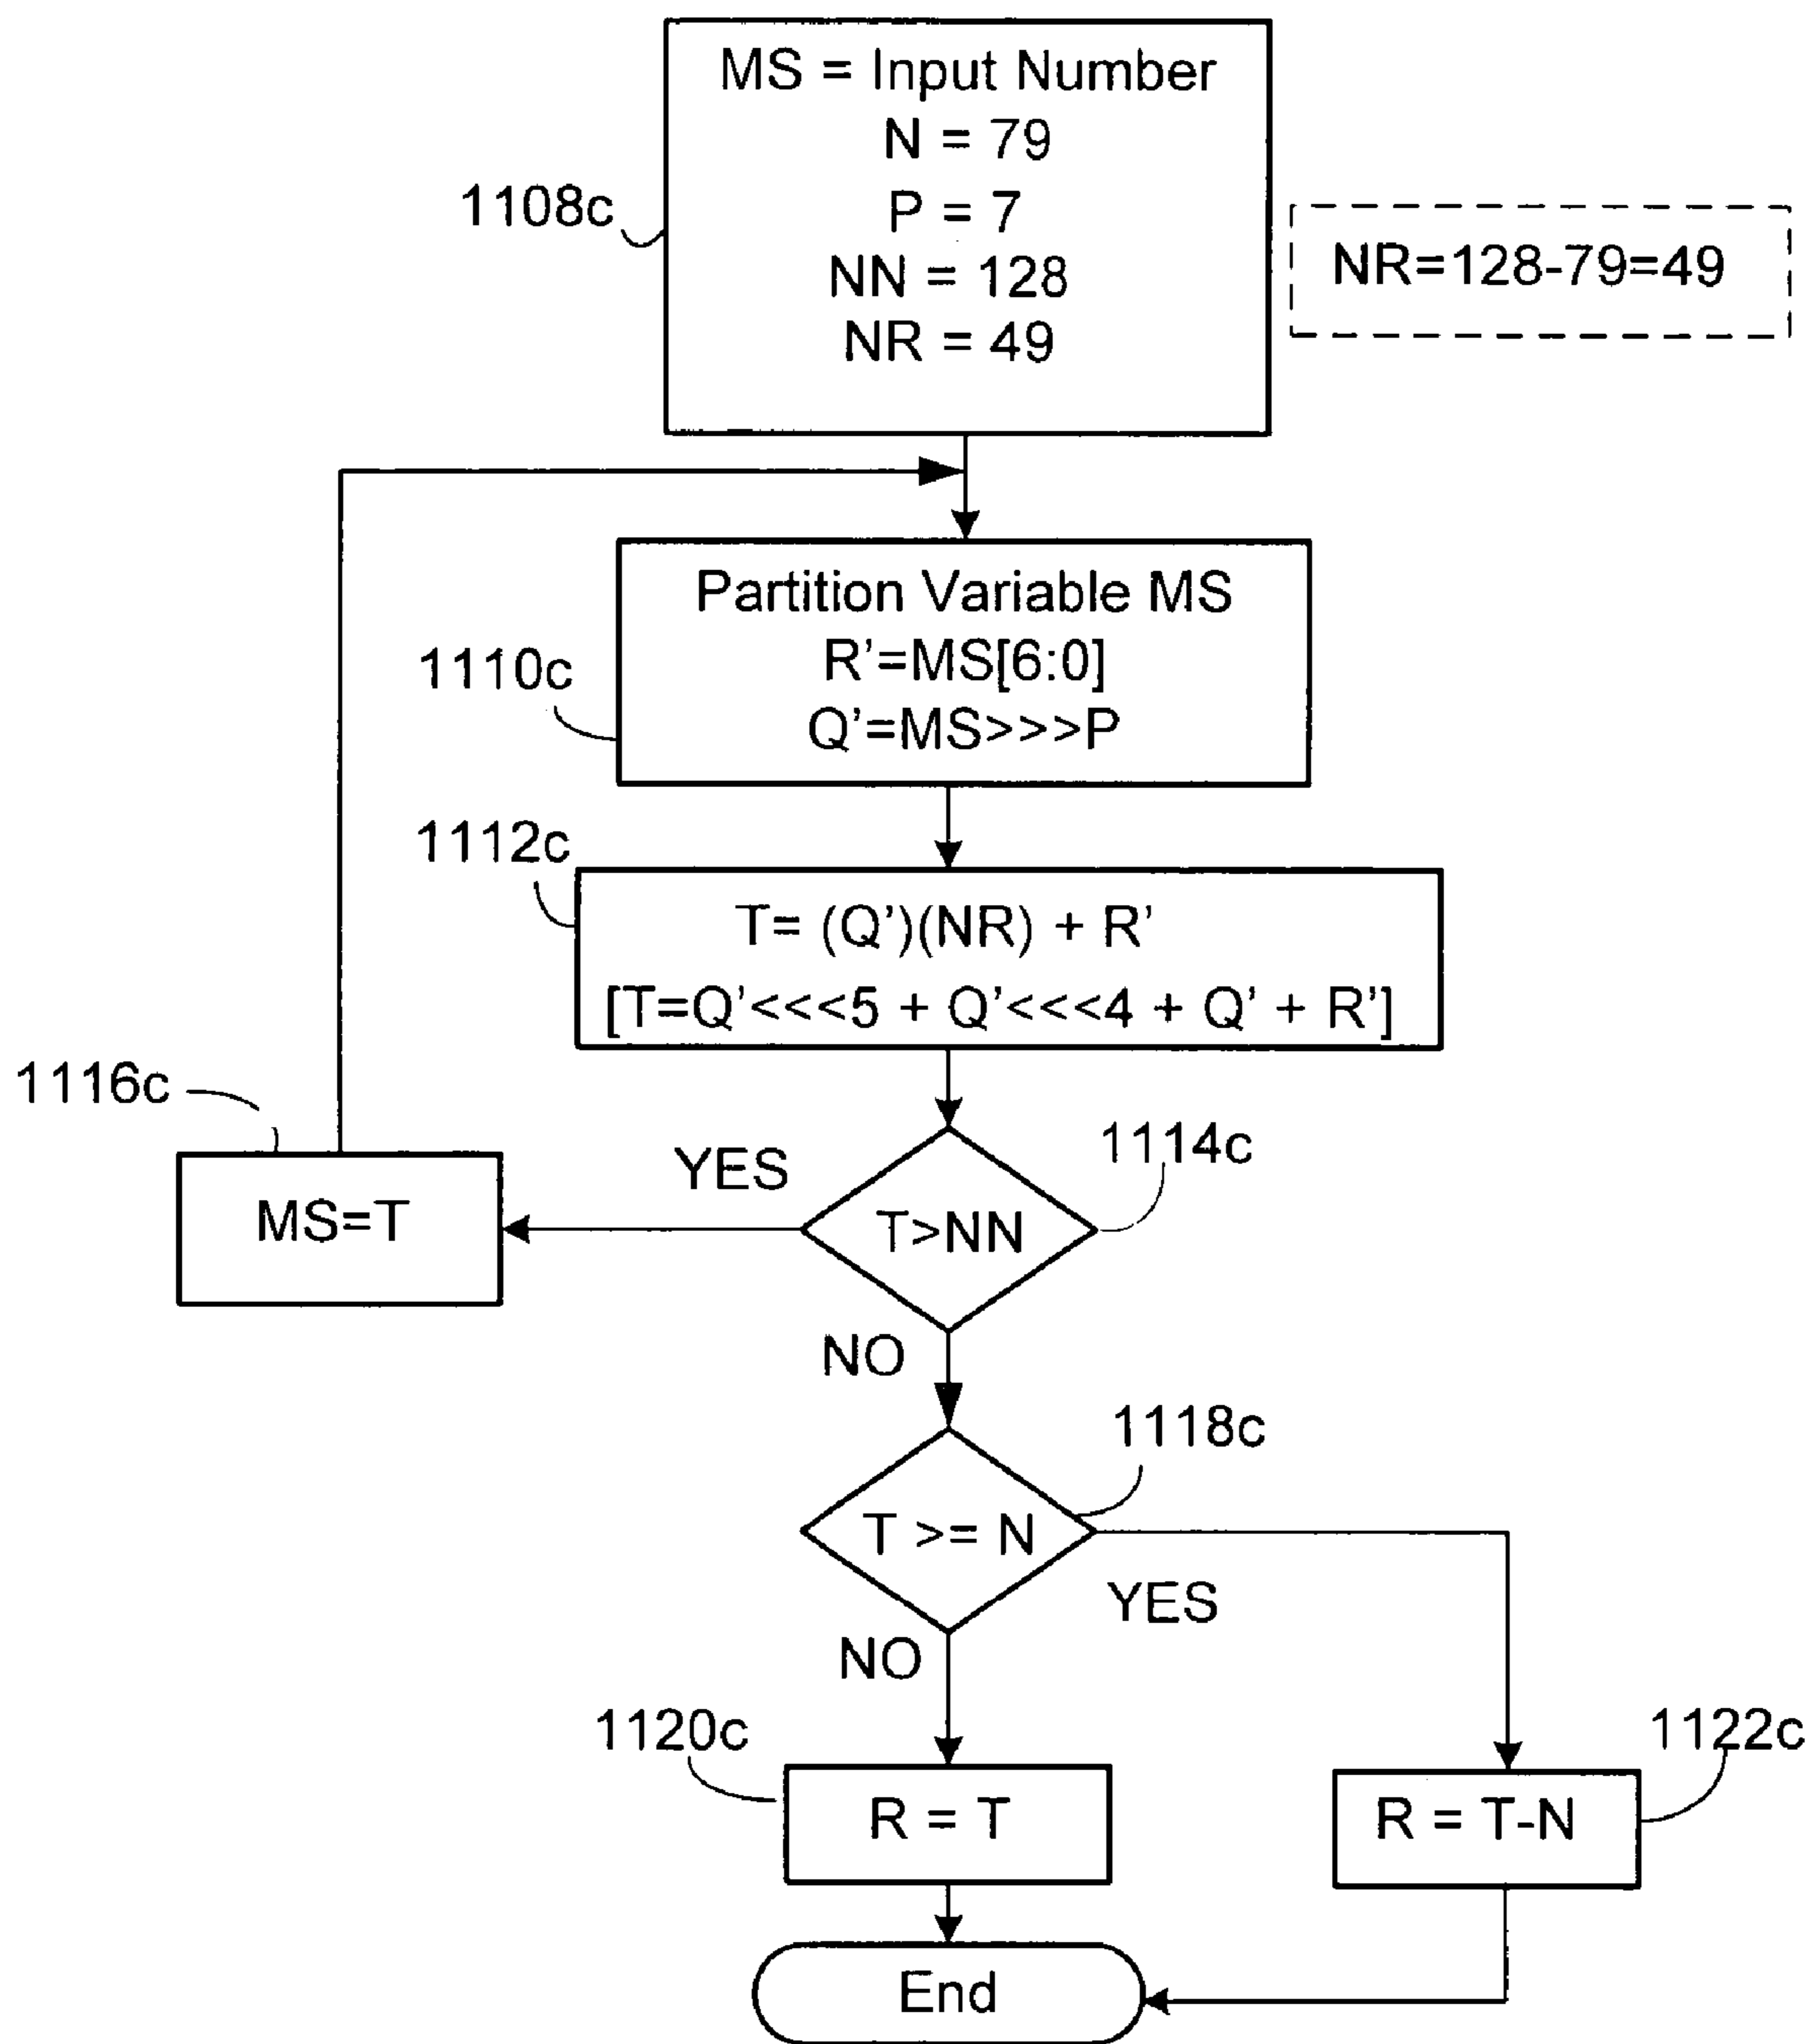 MS = Input Number
N = 79
P = 7
NN = 128
NR = 49
1108c
NR=128-79=49
Partition Variable MS
R’=MS[6:0]
Q’=MS>>>P
1110c
1112c
T= (Q’)(NR) + R’
[T=Q’<<<5 + Q’<<<4 + Q’ + R’]
1116c
MS=T
YES
1114c
T>NN
NO
1118c
T >= N
YES
NO
1120c
R = T
1122c
R = T-N
End